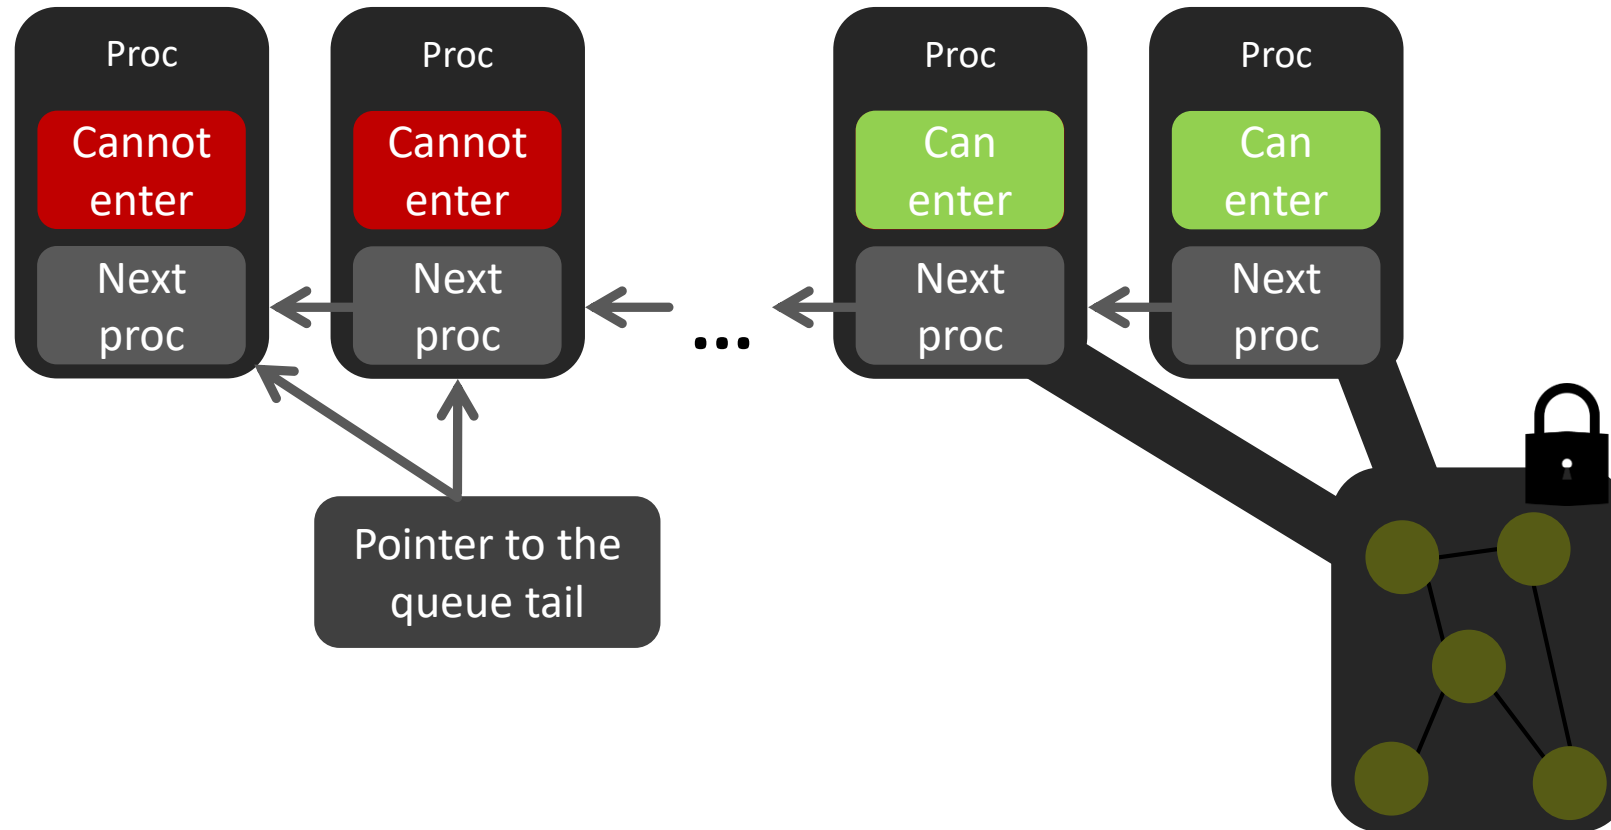 Proc
Cannot
enter
Next
proc
Proc
Cannot
enter
Next
proc
...
Proc
Can
enter
Next
proc
Proc
Can
enter
Next
proc
Pointer to the
queue tail